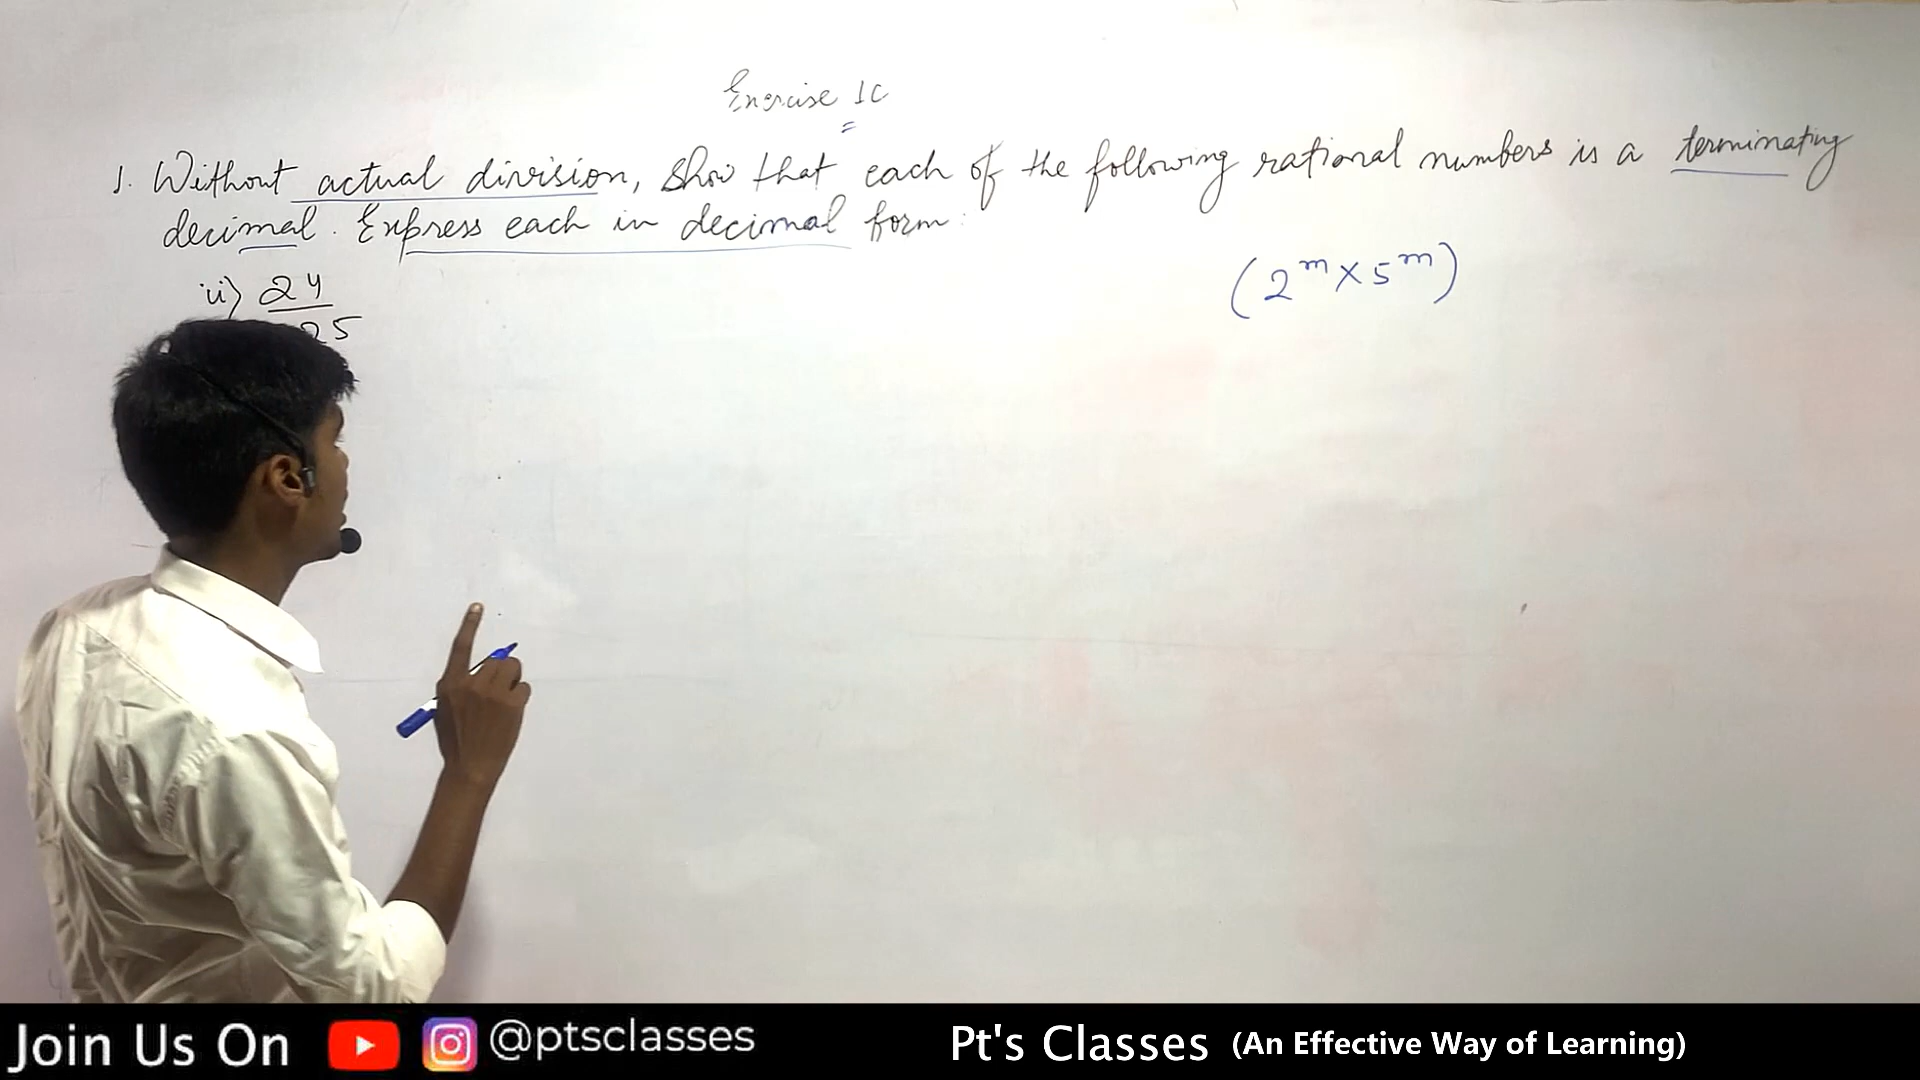 Exercise 1C
1. Without actual division, show that each of the following rational numbers is a terminating
decimal. Express each in decimal form:
(2^m × 5^m)
ii) 24
25
Join Us On @ptsclasses Pt's Classes (An Effective Way of Learning)